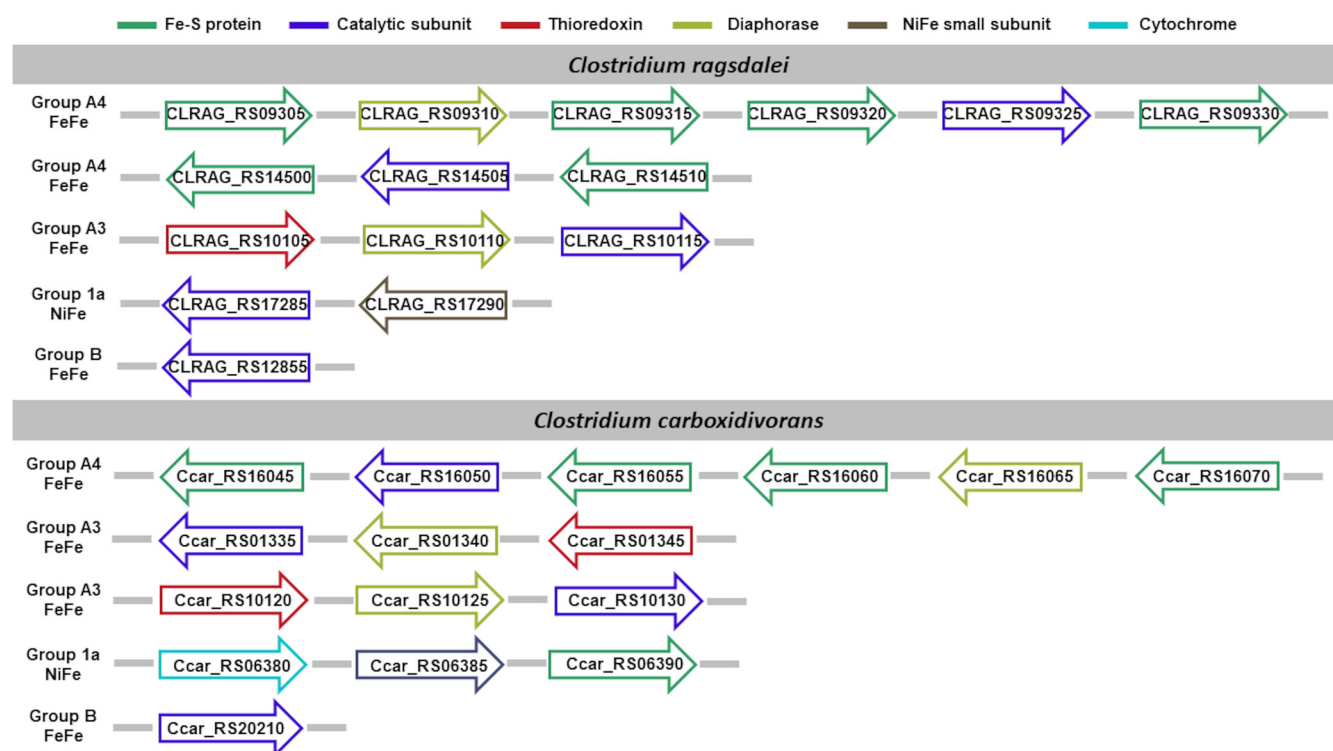 Fe-S protein Catalytic subunit Thioredoxin Diaphorase NiFe small subunit Cytochrome
Clostridium ragsdalei
Group A4
FeFe
CLRAG_RS09305 CLRAG_RS09310 CLRAG_RS09315 CLRAG_RS09320 CLRAG_RS09325 CLRAG_RS09330
Group A4
FeFe
CLRAG_RS14500 CLRAG_RS14505 CLRAG_RS14510
Group A3
FeFe
CLRAG_RS10105 CLRAG_RS10110 CLRAG_RS10115
Group 1a
NiFe
CLRAG_RS17285 CLRAG_RS17290
Group B
FeFe
CLRAG_RS12855
Clostridium carboxidivorans
Group A4
FeFe
Ccar_RS16045 Ccar_RS16050 Ccar_RS16055 Ccar_RS16060 Ccar_RS16065 Ccar_RS16070
Group A3
FeFe
Ccar_RS01335 Ccar_RS01340 Ccar_RS01345
Group A3
FeFe
Ccar_RS10120 Ccar_RS10125 Ccar_RS10130
Group 1a
NiFe
Ccar_RS06380 Ccar_RS06385 Ccar_RS06390
Group B
FeFe
Ccar_RS20210